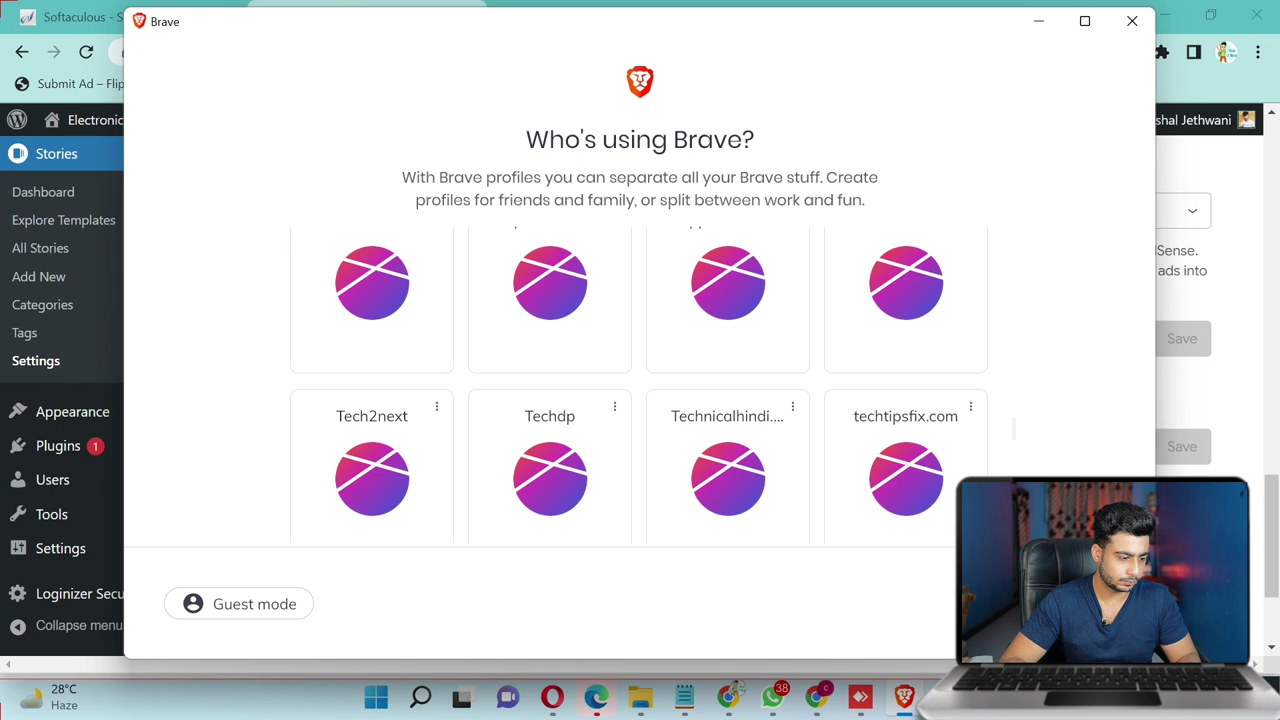 Softaculous - S
Brave
Submit Ad – Flip
Electronic
shal Jethwani
Stories
Dashboard
Explore Templates
All Stories
Add New
Categories
Tags
Settings
Appearance
Plugins 1
Users
Tools
Settings
Loginizer Secu
Collapse menu
Who's using Brave?
With Brave profiles you can separate all your Brave stuff. Create
profiles for friends and family, or split between work and fun.
Tech2next
Techdp
Technicalhindi....
techtipsfix.com
Guest mode
Sense.
ads into
Save
Save
28°C
Haze
38